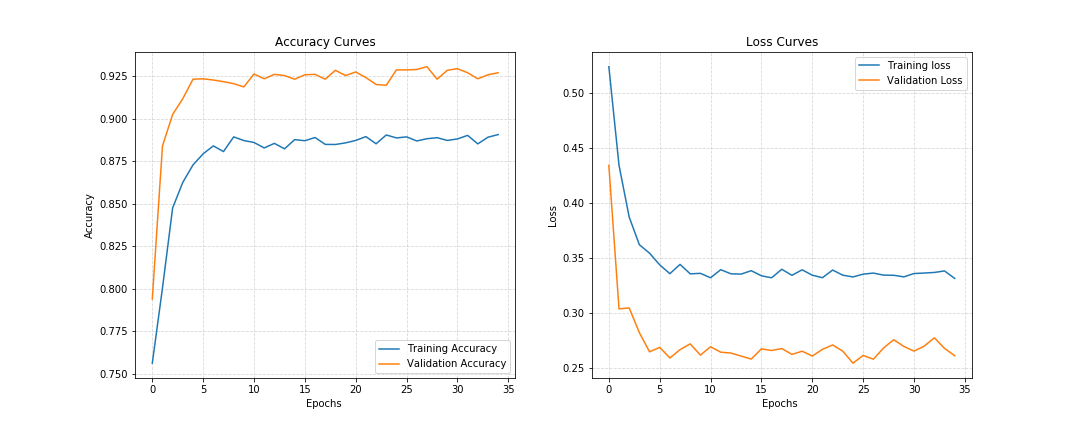 Accuracy Curves
0.925
0.900
0.875
0.850
0.825
0.800
0.775
0.750
Accuracy
0 5 10 15 20 25 30 35
Epochs
Training Accuracy
Validation Accuracy
Loss Curves
0.50
0.45
0.40
0.35
0.30
0.25
Loss
0 5 10 15 20 25 30 35
Epochs
Training loss
Validation Loss